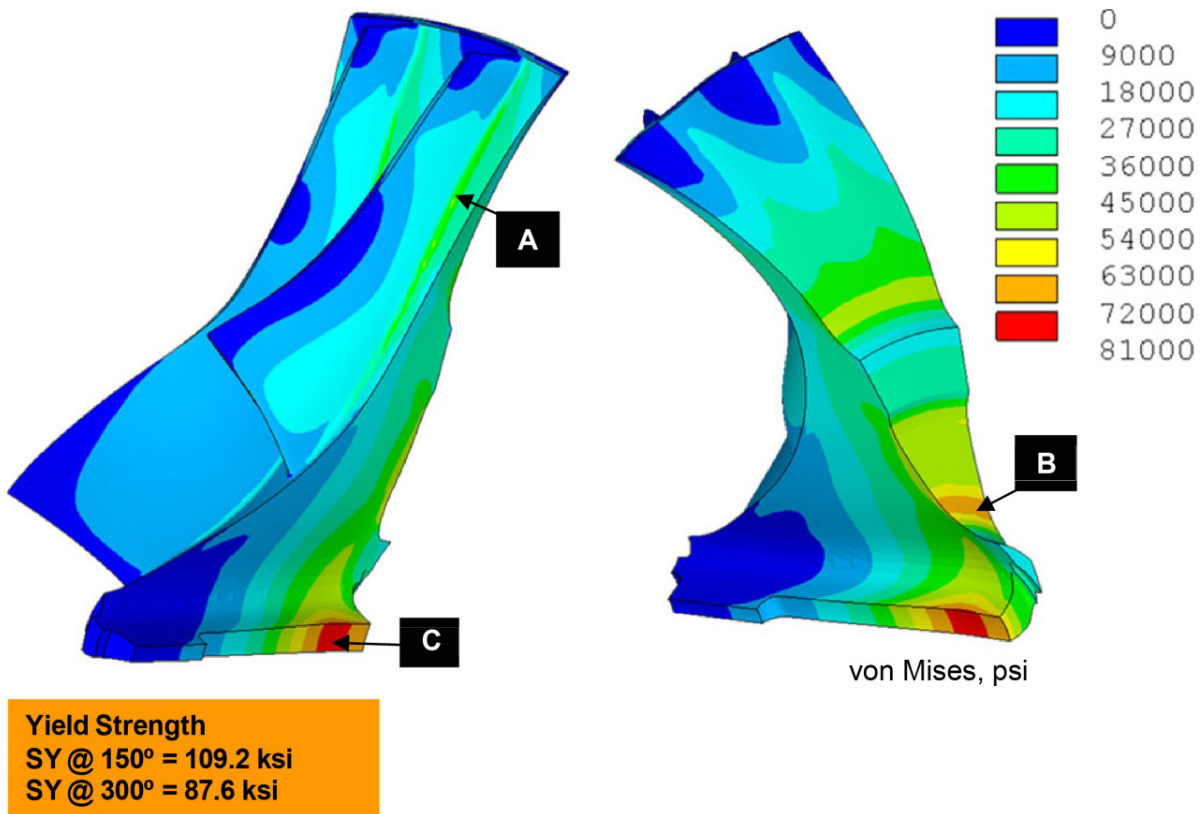 0
9000
18000
27000
36000
45000
54000
63000
72000
81000
A
B
C
von Mises, psi
Yield Strength
SY @ 150º = 109.2 ksi
SY @ 300º = 87.6 ksi